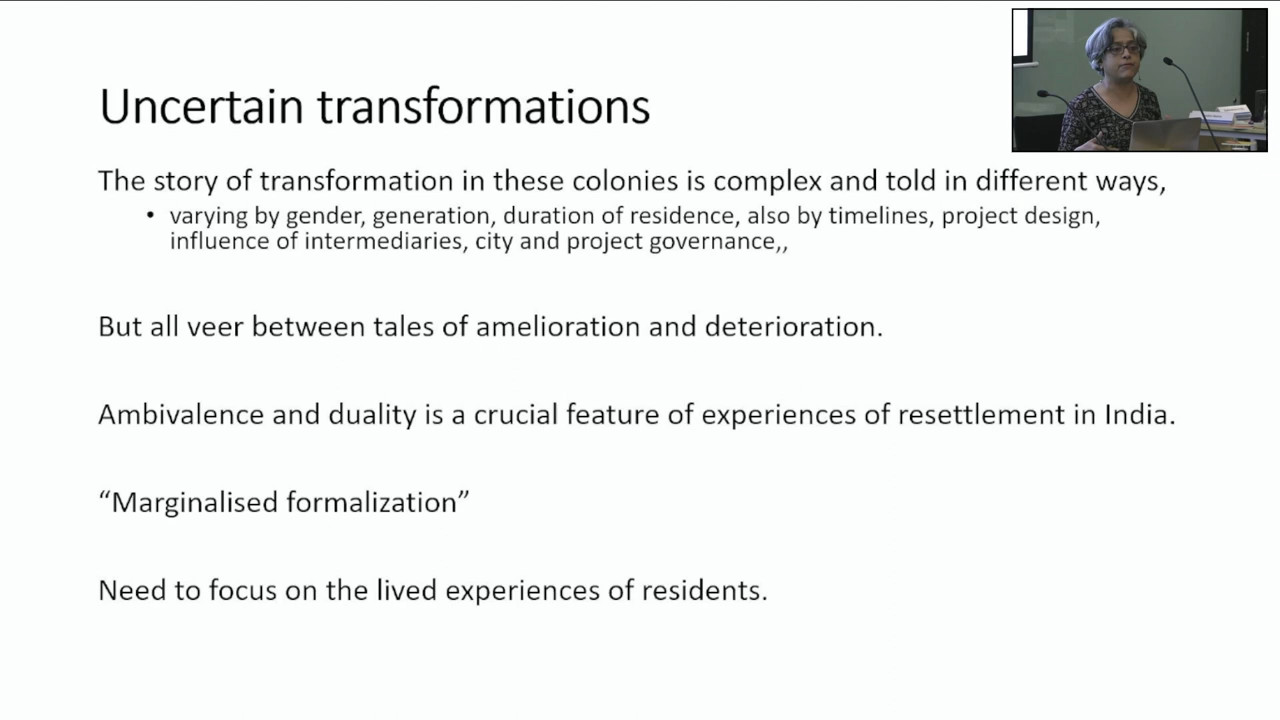 Uncertain transformations
The story of transformation in these colonies is complex and told in different ways,
• varying by gender, generation, duration of residence, also by timelines, project design,
influence of intermediaries, city and project governance,,
But all veer between tales of amelioration and deterioration.
Ambivalence and duality is a crucial feature of experiences of resettlement in India.
“Marginalised formalization”
Need to focus on the lived experiences of residents.